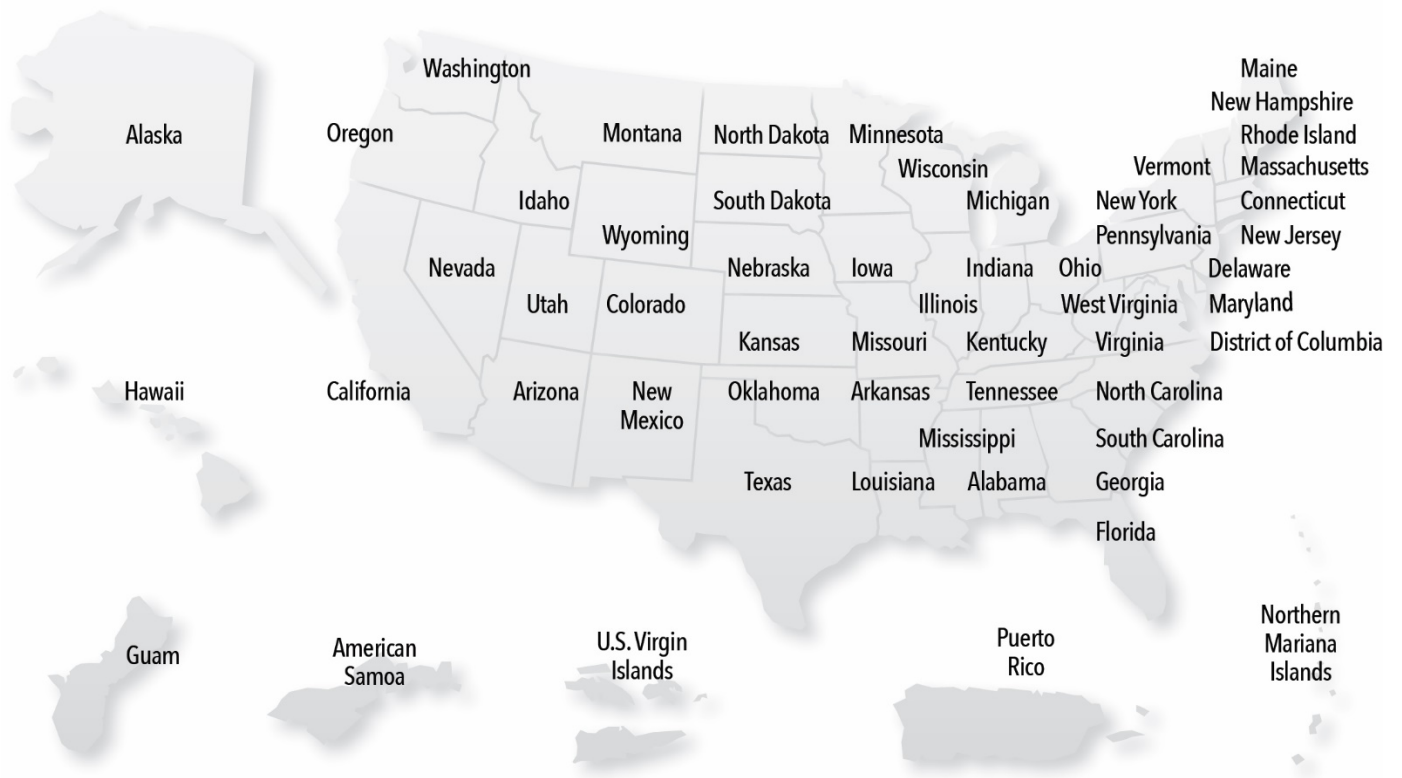 Washington
Maine
New Hampshire
Alaska
Oregon
Montana
North Dakota
Minnesota
Rhode Island
Wisconsin
Vermont
Massachusetts
Idaho
South Dakota
Michigan
New York
Connecticut
Wyoming
Pennsylvania
New Jersey
Nevada
Nebraska
Iowa
Indiana
Ohio
Delaware
Utah
Colorado
Illinois
West Virginia
Maryland
Kansas
Missouri
Kentucky
Virginia
District of Columbia
Hawaii
California
Arizona
New
Mexico
Oklahoma
Arkansas
Tennessee
North Carolina
Mississippi
South Carolina
Texas
Louisiana
Alabama
Georgia
Florida
Guam
American
Samoa
U.S. Virgin
Islands
Puerto
Rico
Northern
Mariana
Islands